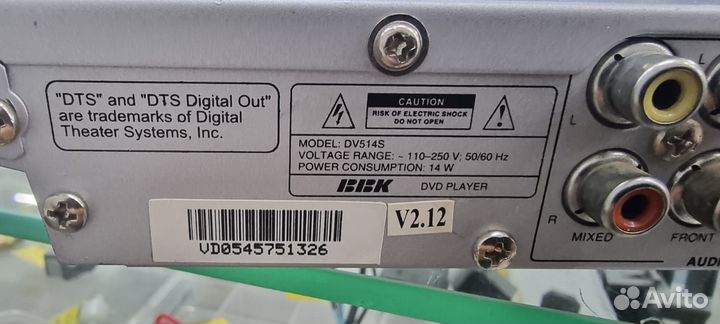 "DTS" and "DTS Digital Out"
are trademarks of Digital
Theater Systems, Inc.
CAUTION
RISK OF ELECTRIC SHOCK
DO NOT OPEN
MODEL: DV514S
VOLTAGE RANGE: ~ 110–250 V; 50/60 Hz
POWER CONSUMPTION: 14 W
BBK DVD PLAYER
VD0545751326
V2.12
L
L
R
MIXED
FRONT
AUD
Avito